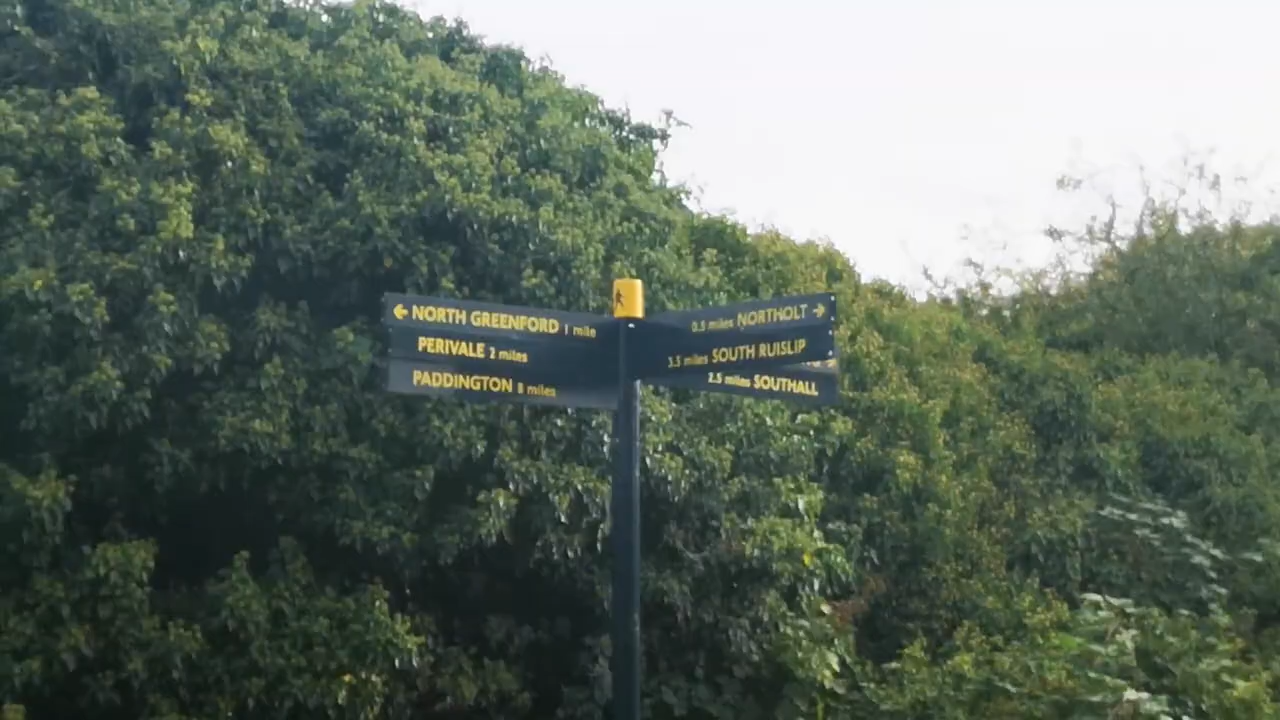 ← NORTH GREENFORD 1 mile
PERIVALE 2 miles
PADDINGTON 8 miles
0.5 miles NORTHOLT →
3.5 miles SOUTH RUISLIP
2.5 miles SOUTHALL